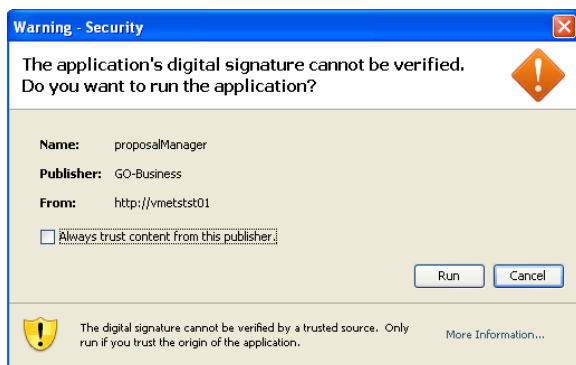 Warning - Security
The application's digital signature cannot be verified.
Do you want to run the application?
Name: proposalManager
Publisher: GO-Business
From: http://vmetstst01
Always trust content from this publisher.
Run Cancel
The digital signature cannot be verified by a trusted source. Only
run if you trust the origin of the application.
More Information...